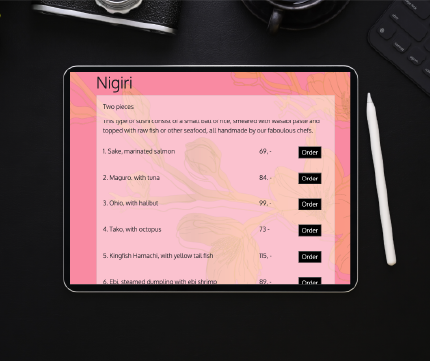 Nigiri
Two pieces
This type of sushi consist of a small ball of rice, smeared with wasabi paste and
topped with raw fish or other seafood, all handmade by our faboulous chefs.
1. Sake, marinated salmon 69,- Order
2. Maguro, with tuna 84,- Order
3. Ohio, with halibut 99,- Order
4. Tako, with octopus 73 - Order
5. Kingfish Hamachi, with yellow tail fish 115,- Order
6. Ebi, steamed dumpling with ebi shrimp 89,- Order